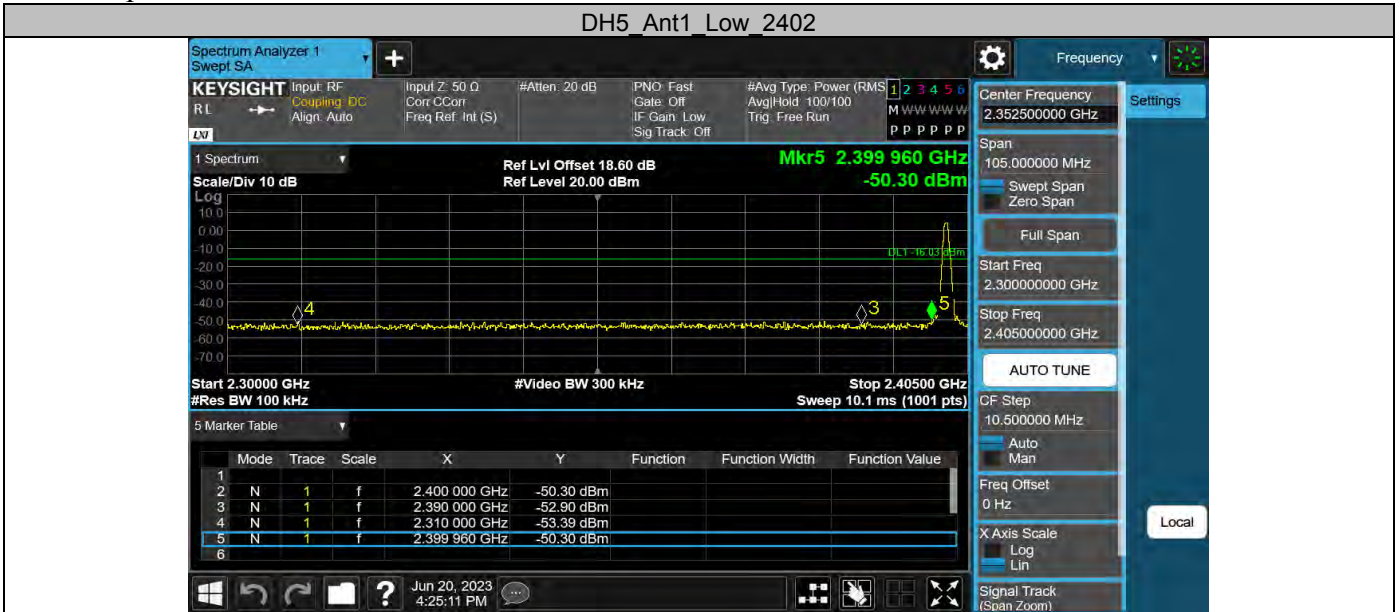 DH5_Ant1_Low_2402
Spectrum Analyzer 1
Swept SA
+
Frequency
KEYSIGHT
RL
LXI
Input: RF
Coupling: DC
Align: Auto
Input Z: 50 Ω
Corr CCorr
Freq Ref: Int (S)
#Atten: 20 dB
PNO: Fast
Gate: Off
IF Gain: Low
Sig Track: Off
#Avg Type: Power (RMS
Avg|Hold: 100/100
Trig: Free Run
1 2 3 4 5 6
M W W W W W
P P P P P P
Center Frequency
2.352500000 GHz
Settings
Span
105.000000 MHz
Swept Span
Zero Span
Full Span
Start Freq
2.300000000 GHz
Stop Freq
2.405000000 GHz
AUTO TUNE
CF Step
10.500000 MHz
Auto
Man
Freq Offset
0 Hz
X Axis Scale
Log
Lin
Signal Track
(Span Zoom)
Local
1 Spectrum
Scale/Div 10 dB
Ref Lvl Offset 18.60 dB
Ref Level 20.00 dBm
Mkr5 2.399 960 GHz
-50.30 dBm
Log
10.0
0.00
-10.0
-20.0
-30.0
-40.0
-50.0
-60.0
-70.0
DL1 -16.03 dBm
4
3
5
Start 2.30000 GHz
#Res BW 100 kHz
#Video BW 300 kHz
Stop 2.40500 GHz
Sweep 10.1 ms (1001 pts)
5 Marker Table
Mode Trace Scale X Y Function Function Width Function Value
1
2 N 1 f 2.400 000 GHz -50.30 dBm
3 N 1 f 2.390 000 GHz -52.90 dBm
4 N 1 f 2.310 000 GHz -53.39 dBm
5 N 1 f 2.399 960 GHz -50.30 dBm
6
?
Jun 20, 2023
4:25:11 PM